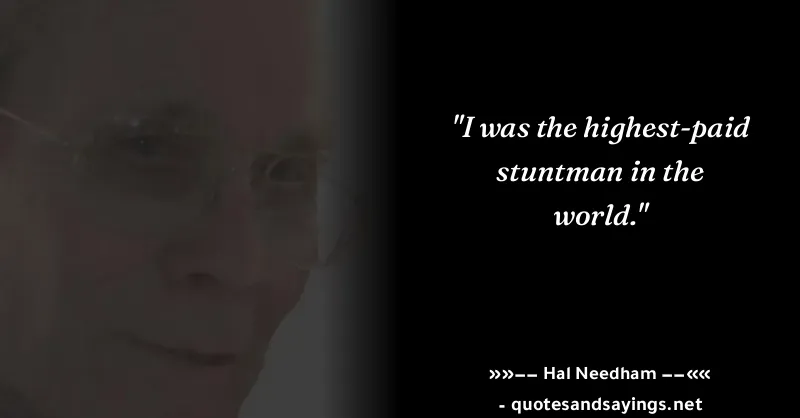 "I was the highest-paid
stuntman in the
world."
»»−− Hal Needham −−««
- quotesandsayings.net